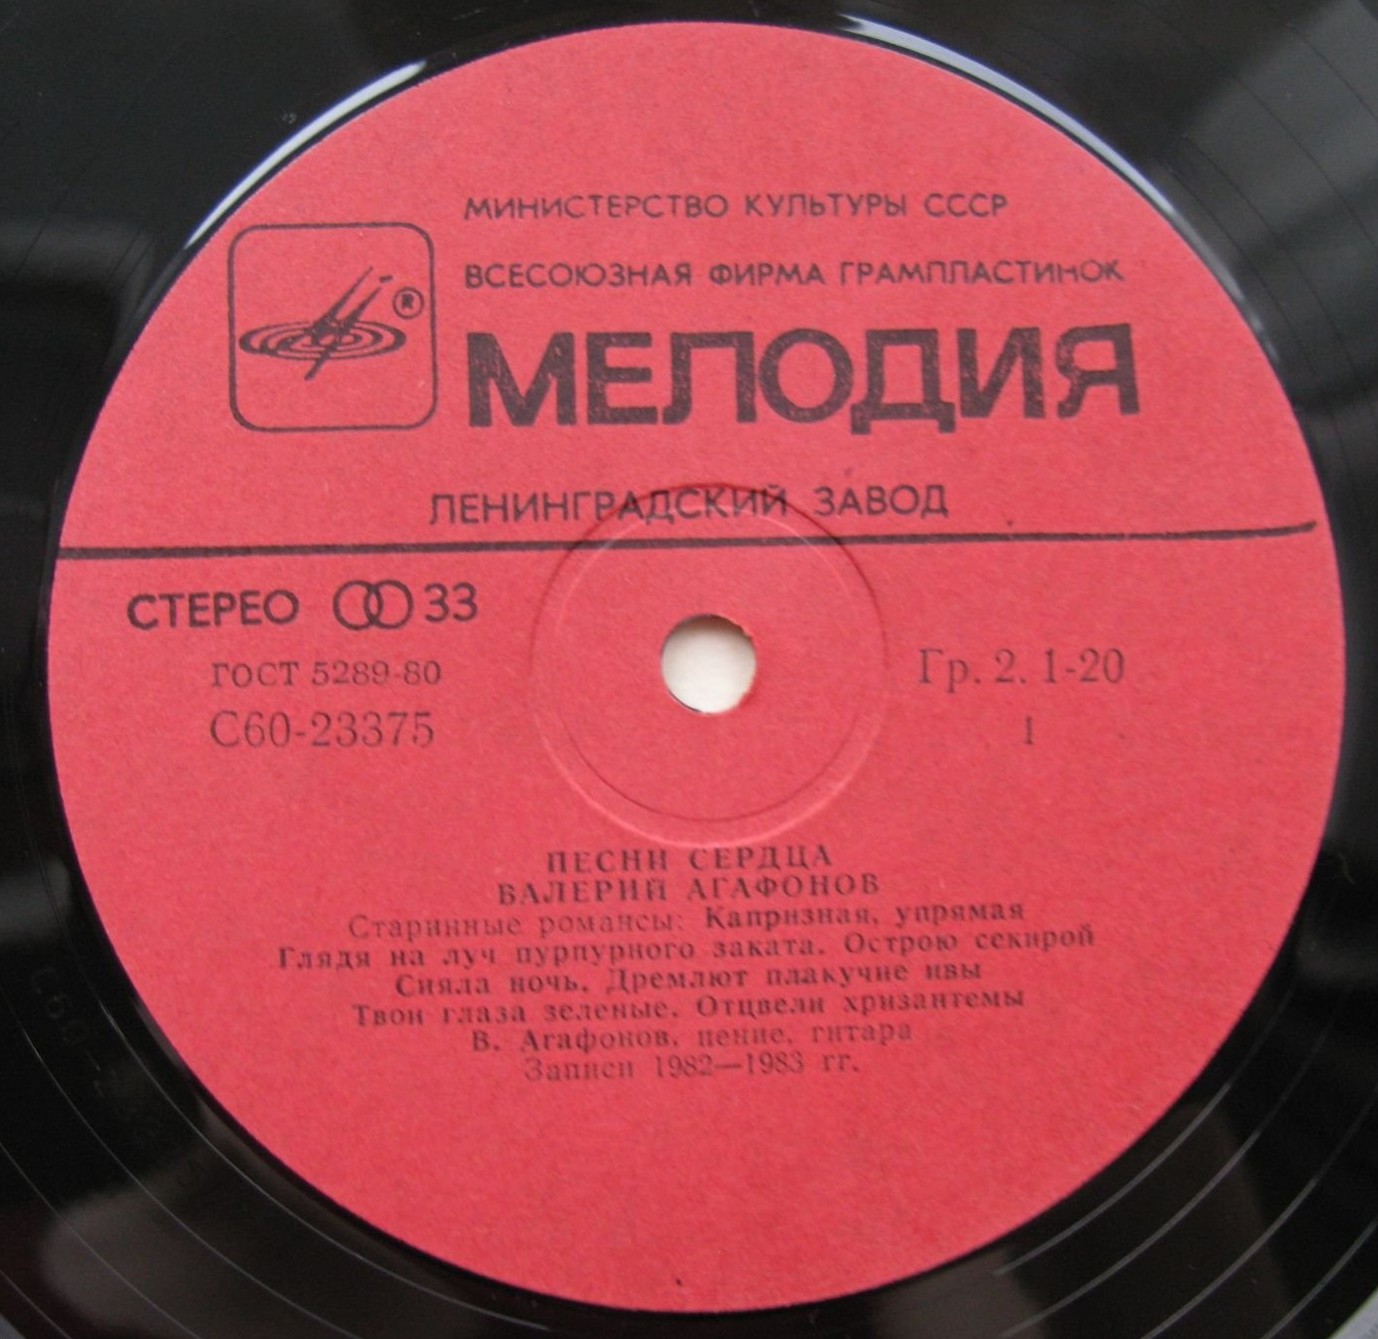 МИНИСТЕРСТВО КУЛЬТУРЫ СССР
ВСЕСОЮЗНАЯ ФИРМА ГРАМПЛАСТИНОК
®
МЕЛОДИЯ
ЛЕНИНГРАДСКИЙ ЗАВОД
СТЕРЕО 33
ГОСТ 5289-80
Гр. 2. 1-20
С60-23375
1
ПЕСНИ СЕРДЦА
ВАЛЕРИЙ АГАФОНОВ
Старинные романсы: Капризная, упрямая
Глядя на луч пурпурного заката. Острою секирой
Сияла ночь. Дремлют плакучие ивы
Твои глаза зеленые. Отцвели хризантемы
В. Агафонов, пение, гитара
Записи 1982—1983 гг.